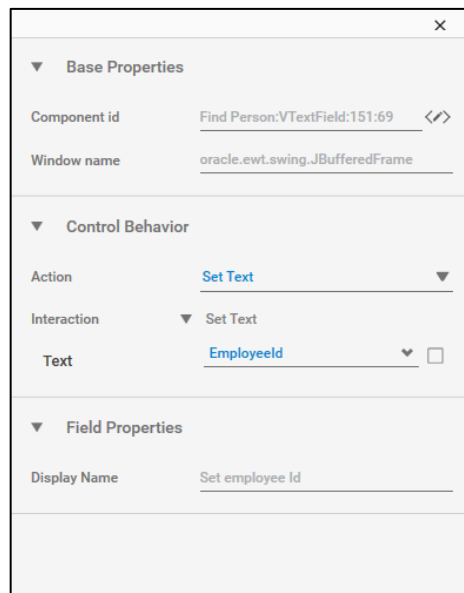 Base Properties
Component id Find Person:VTextField:151:69
Window name oracle.ewt.swing.JBufferedFrame
Control Behavior
Action Set Text
Interaction Set Text
Text EmployeeId
Field Properties
Display Name Set employee Id